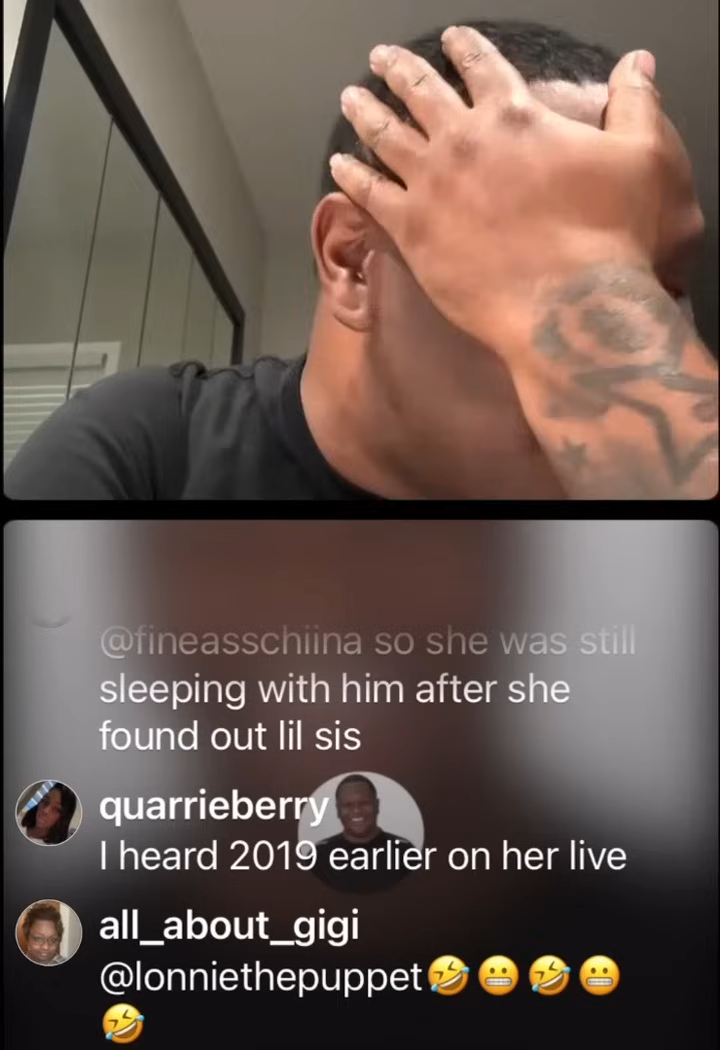 @fineasschiina so she was still
sleeping with him after she
found out lil sis
quarrieberry
I heard 2019 earlier on her live
all_about_gigi
@lonniethepuppet🤣😬🤣😬
🤣